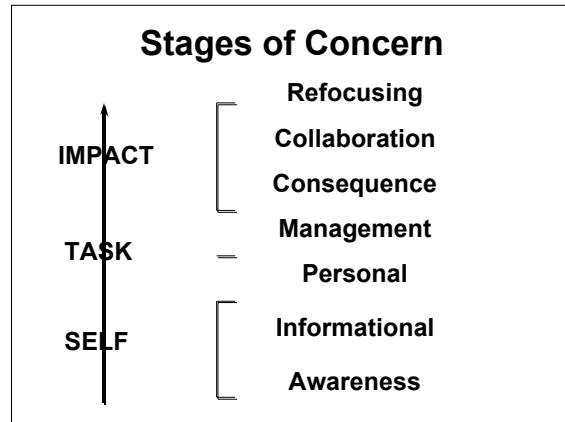 Stages of Concern
Refocusing
IMPACT
Collaboration
Consequence
Management
TASK
Personal
Informational
SELF
Awareness